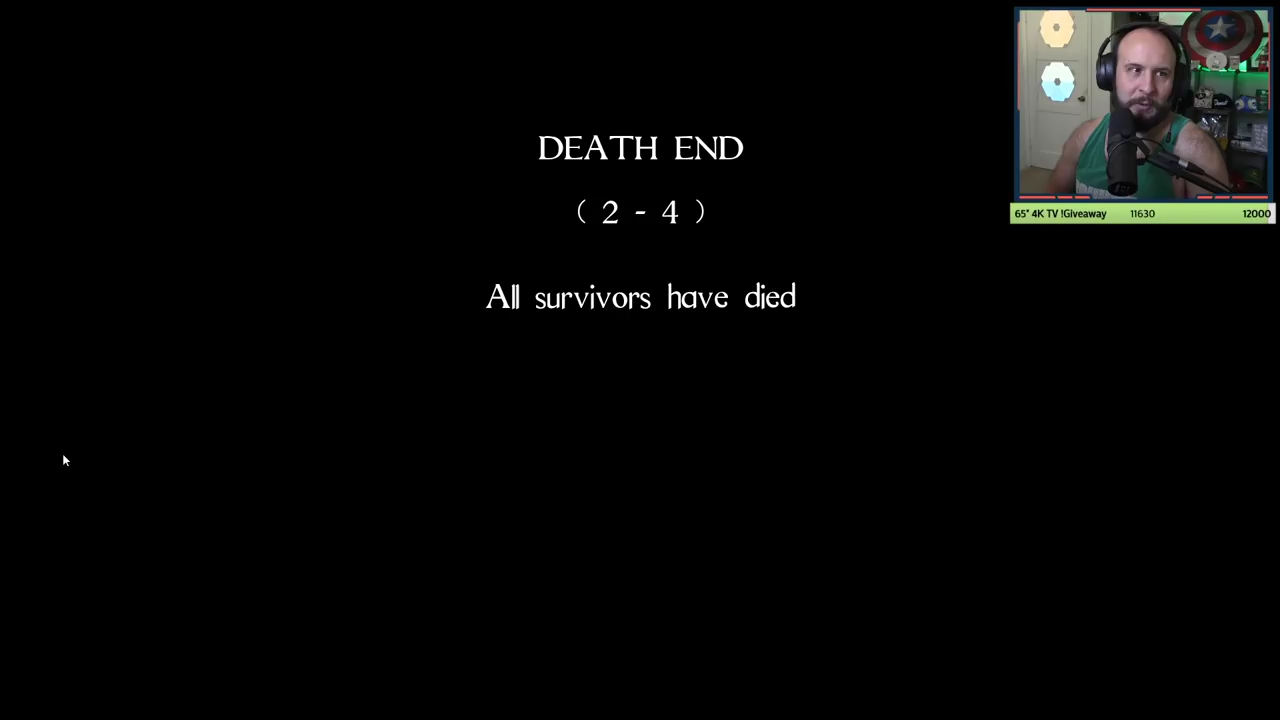 DEATH END
( 2 - 4 )
All survivors have died
65" 4K TV !Giveaway 11630 12000